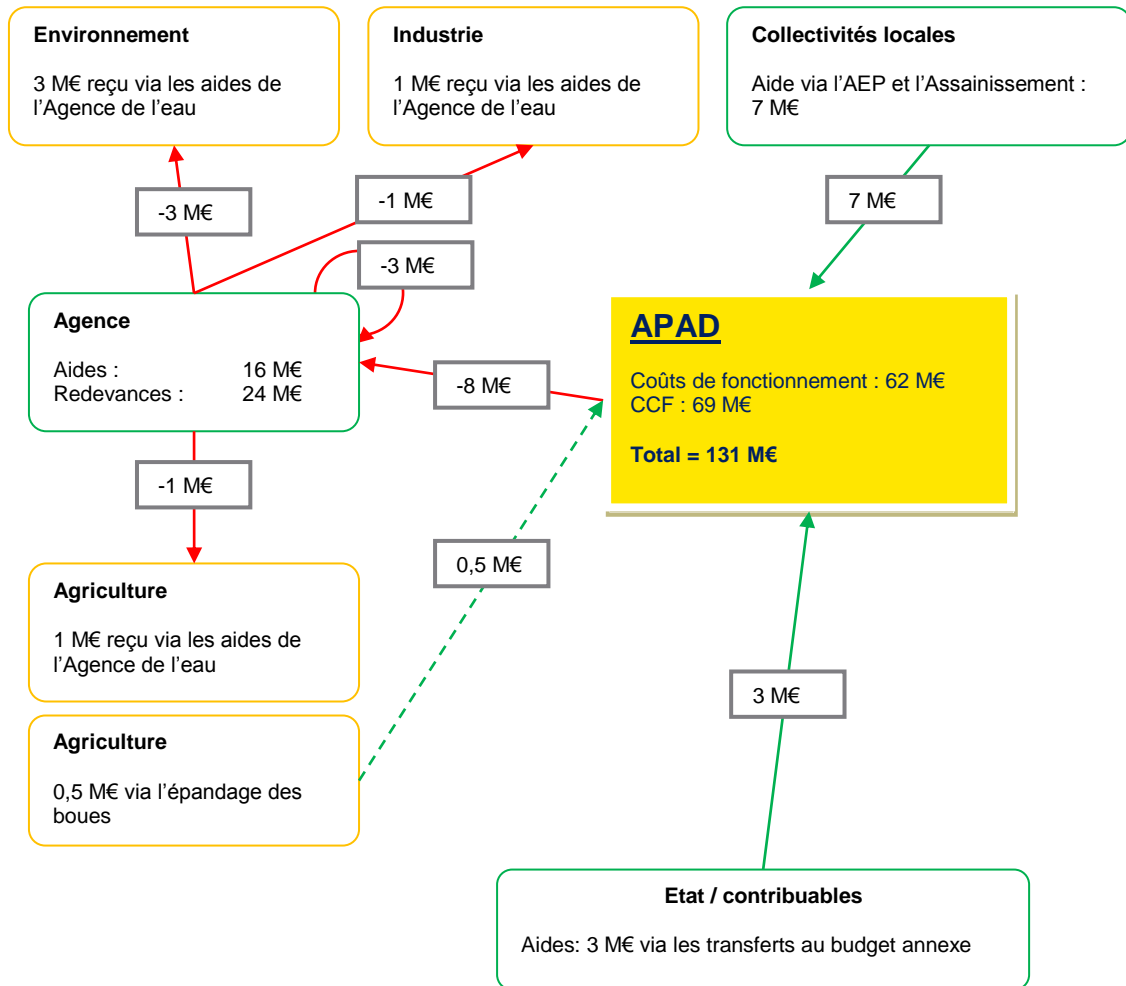 Environnement
3 M€ reçu via les aides de
l'Agence de l'eau
Industrie
1 M€ reçu via les aides de
l'Agence de l'eau
Collectivités locales
Aide via l'AEP et l'Assainissement :
7 M€
-3 M€
-1 M€
7 M€
-3 M€
Agence
Aides : 16 M€
Redevances : 24 M€
-8 M€
APAD
Coûts de fonctionnement : 62 M€
CCF : 69 M€
Total = 131 M€
-1 M€
0,5 M€
Agriculture
1 M€ reçu via les aides de
l'Agence de l'eau
3 M€
Agriculture
0,5 M€ via l'épandage des
boues
Etat / contribuables
Aides: 3 M€ via les transferts au budget annexe